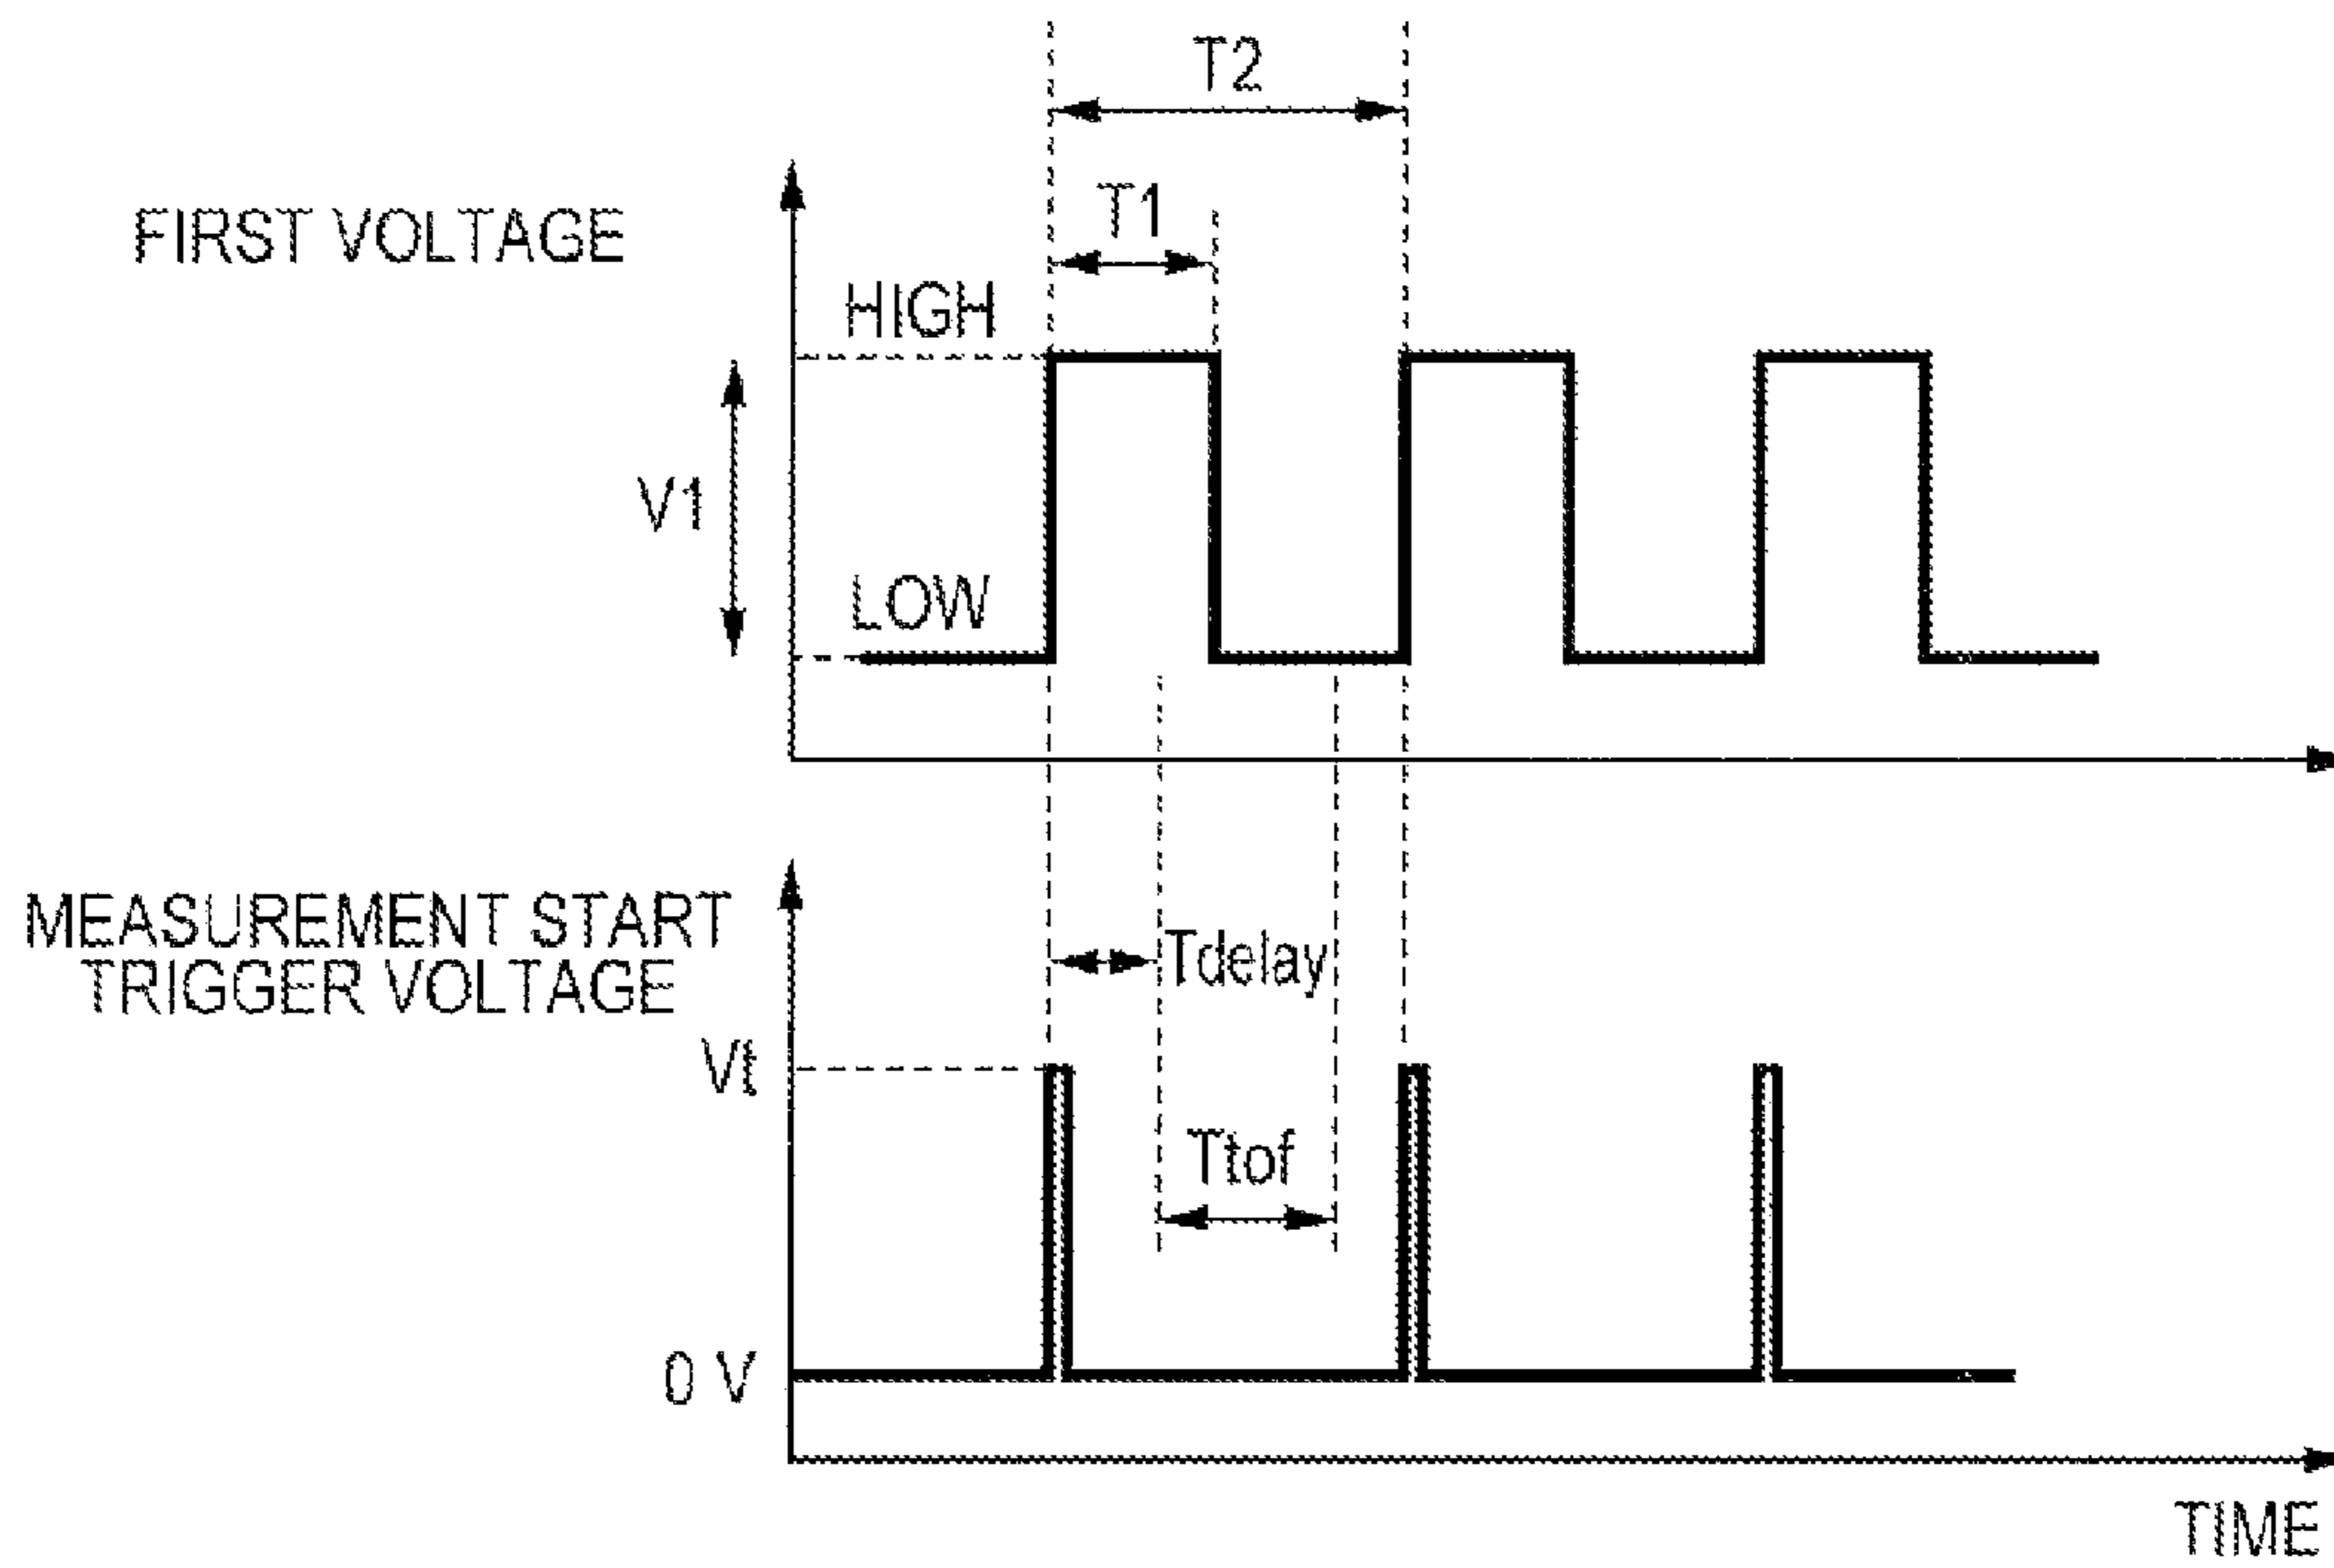 T2
FIRST VOLTAGE
T1
HIGH
V1
LOW
MEASUREMENT START
TRIGGER VOLTAGE
Tdelay
Vt
Ttof
0 V
TIME